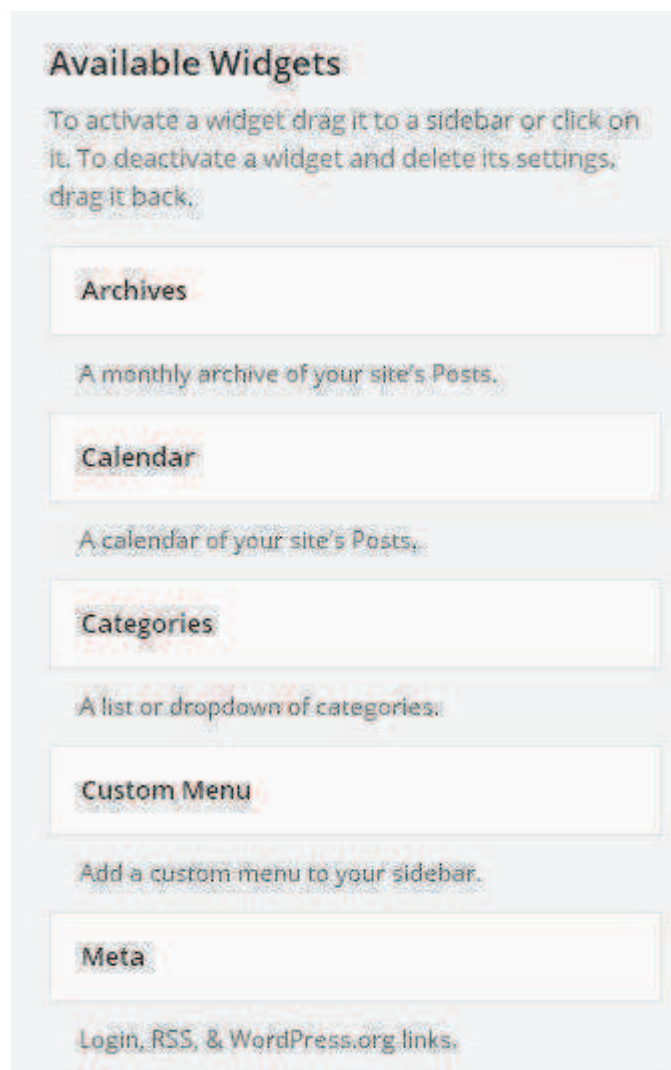 Available Widgets
To activate a widget drag it to a sidebar or click on
it. To deactivate a widget and delete its settings,
drag it back.
Archives
A monthly archive of your site's Posts.
Calendar
A calendar of your site's Posts.
Categories
A list or dropdown of categories.
Custom Menu
Add a custom menu to your sidebar.
Meta
Login, RSS, & WordPress.org links.